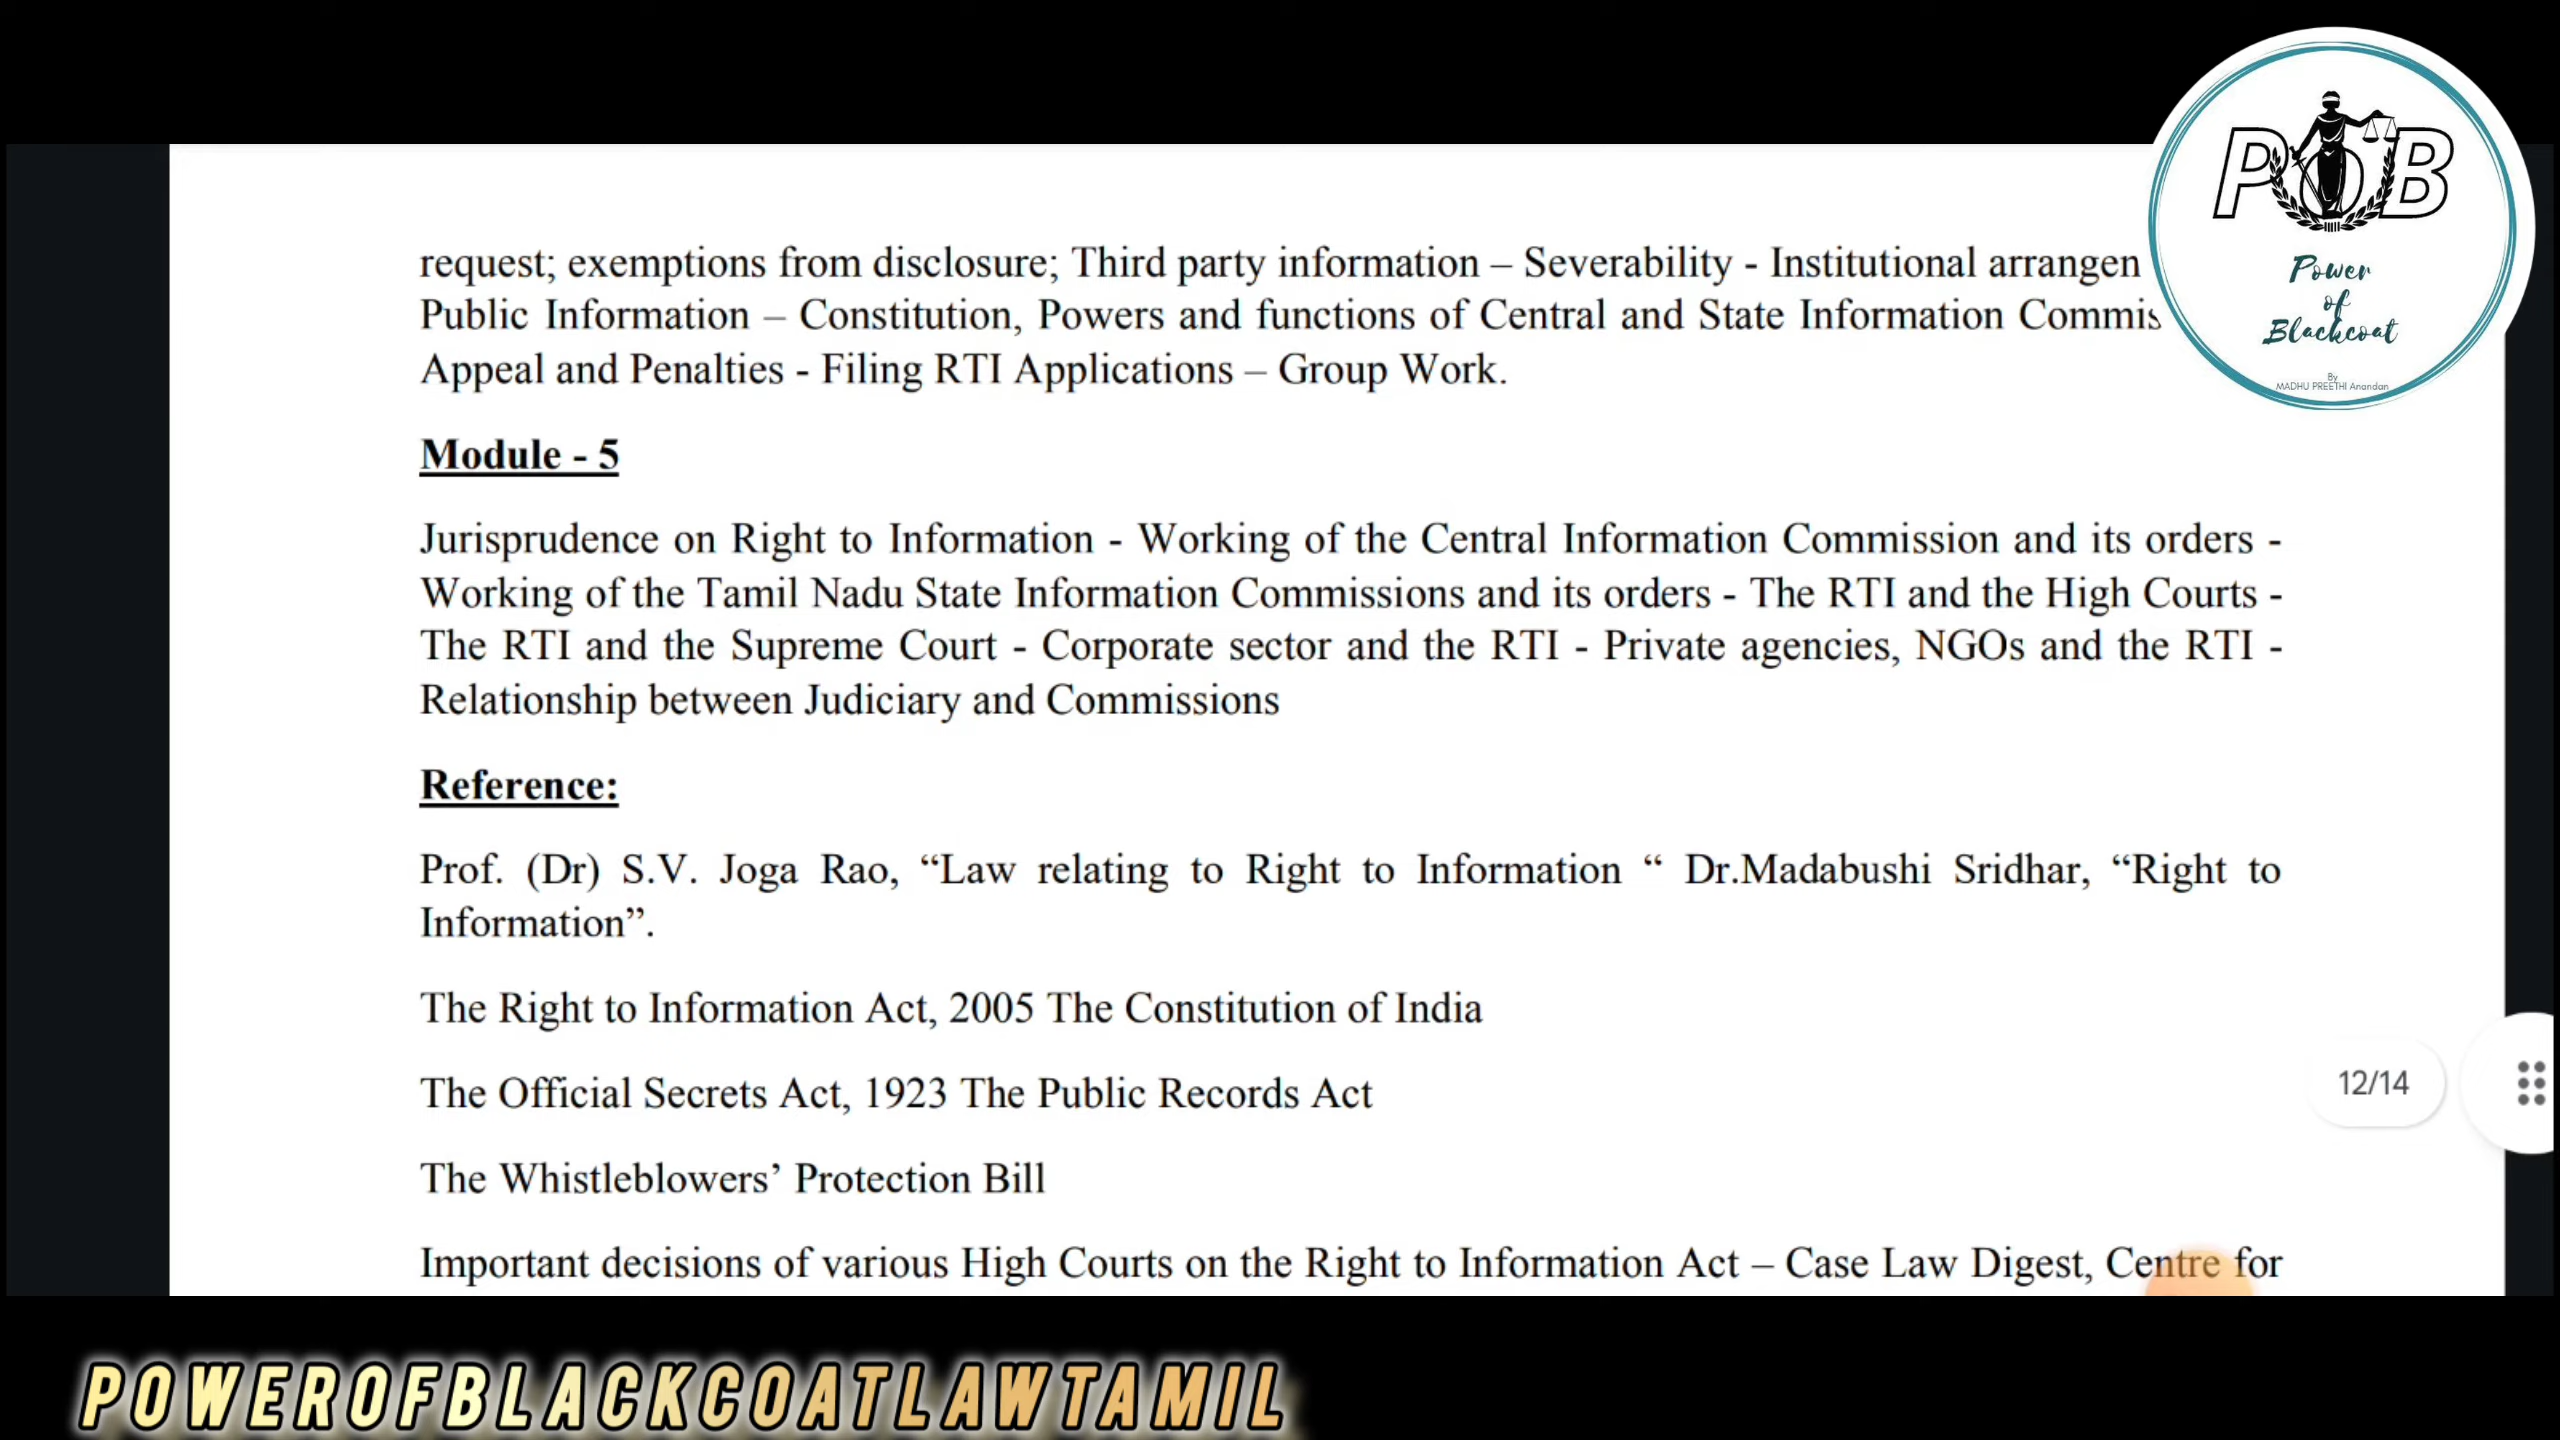 request; exemptions from disclosure; Third party information – Severability - Institutional
Public Information – Constitution, Powers and functions of Central and State Information
Appeal and Penalties - Filing RTI Applications – Group Work.
Module - 5
Jurisprudence on Right to Information - Working of the Central Information Commission and its orders -
Working of the Tamil Nadu State Information Commissions and its orders - The RTI and the High Courts -
The RTI and the Supreme Court - Corporate sector and the RTI - Private agencies, NGOs and the RTI -
Relationship between Judiciary and Commissions
Reference:
Prof. (Dr) S.V. Joga Rao, “Law relating to Right to Information “ Dr.Madabushi Sridhar, “Right to
Information”.
The Right to Information Act, 2005 The Constitution of India
The Official Secrets Act, 1923 The Public Records Act
The Whistleblowers’ Protection Bill
Important decisions of various High Courts on the Right to Information Act – Case Law Digest, Centre for
12/14
POB
Power
of
Blackcoat
By
MADHU PREETHI Anandan
POWEROFBLACKCOATLAWTAMIL